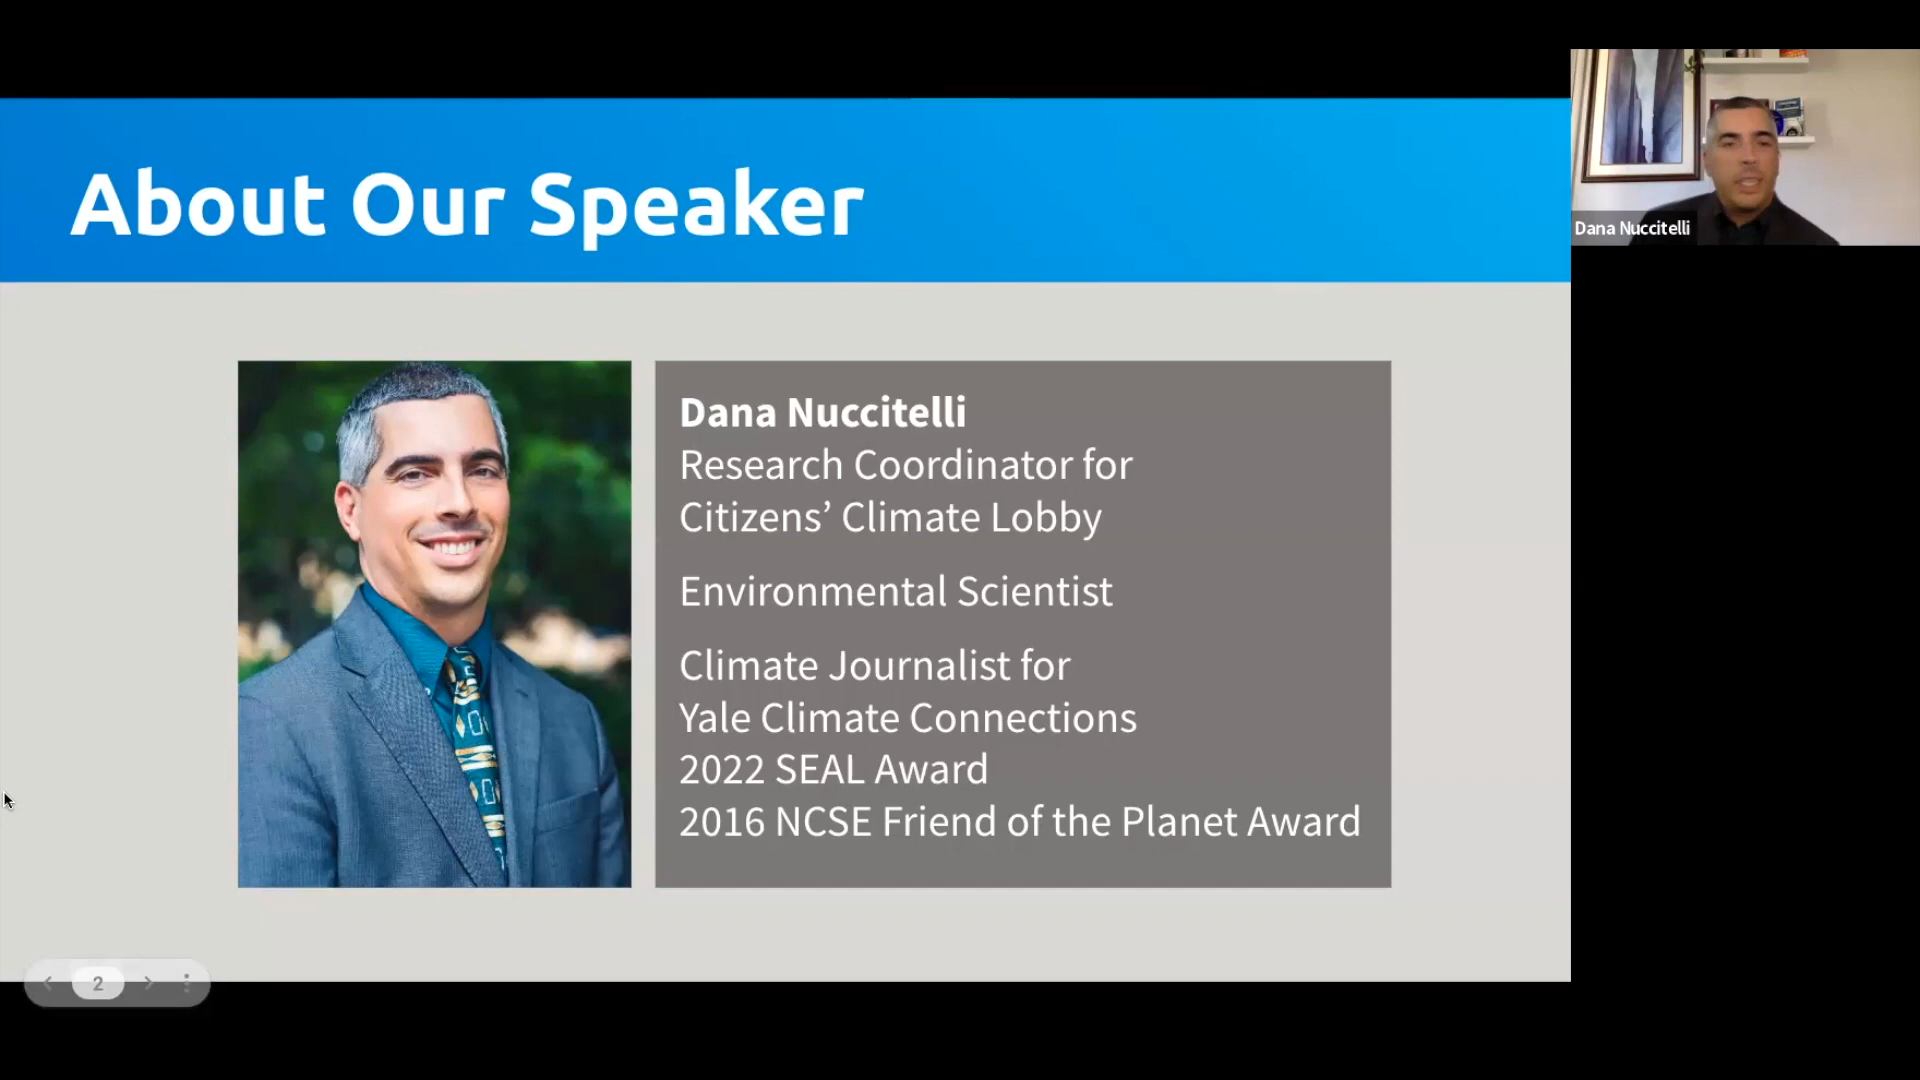 About Our Speaker
Dana Nuccitelli
Dana Nuccitelli
Research Coordinator for
Citizens’ Climate Lobby
Environmental Scientist
Climate Journalist for
Yale Climate Connections
2022 SEAL Award
2016 NCSE Friend of the Planet Award
2